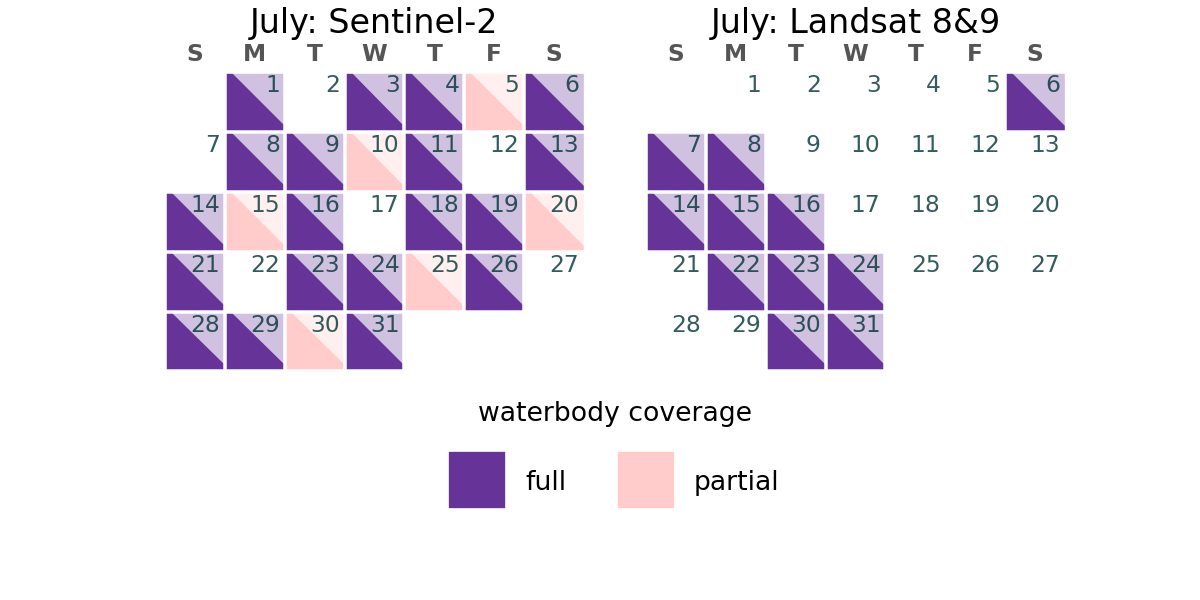 July: Sentinel-2
S M T W T F S
1 2 3 4 5 6
7 8 9 10 11 12 13
14 15 16 17 18 19 20
21 22 23 24 25 26 27
28 29 30 31
July: Landsat 8&9
S M T W T F S
1 2 3 4 5 6
7 8 9 10 11 12 13
14 15 16 17 18 19 20
21 22 23 24 25 26 27
28 29 30 31
waterbody coverage
full partial